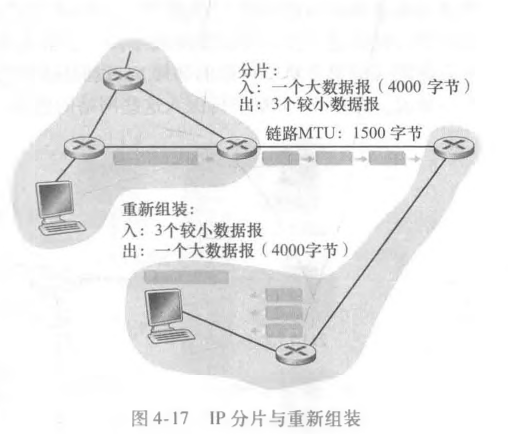 分片：
入：一个大数据报（4000 字节）
出：3个较小数据报
链路MTU：1500 字节
重新组装：
入：3个较小数据报
出：一个大数据报（4000字节）
图 4-17 IP 分片与重新组装